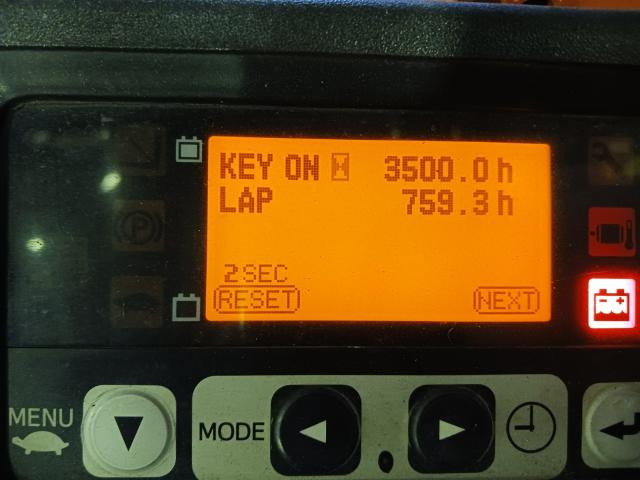 KEY ON 3500.0h
LAP 759.3h
2SEC
RESET NEXT
MENU
MODE